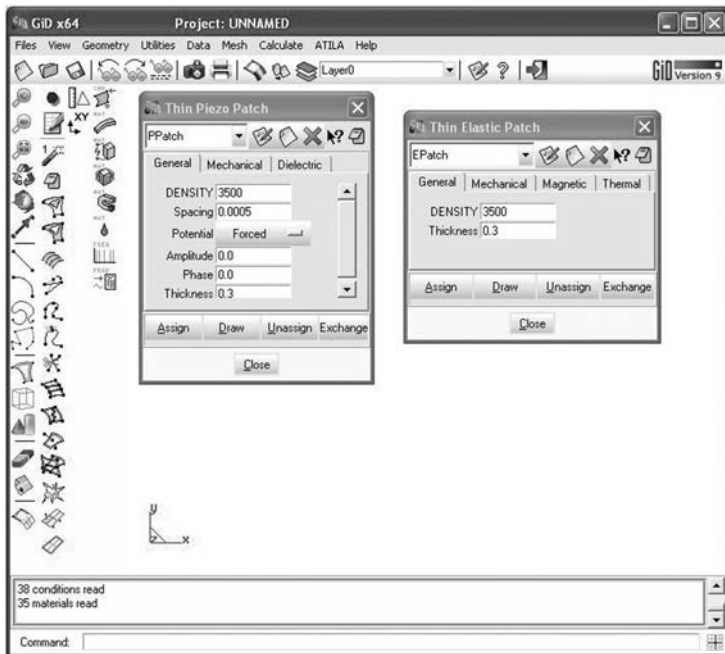 GiD x64 Project: UNNAMED
Files View Geometry Utilities Data Mesh Calculate ATILA Help
Layer0
GiD Version 9
Thin Piezo Patch
PPatch
General Mechanical Dielectric
DENSITY 3500
Spacing 0.0005
Potential Forced
Amplitude 0.0
Phase 0.0
Thickness 0.3
Assign Draw Unassign Exchange
Close
Thin Elastic Patch
EPatch
General Mechanical Magnetic Thermal
DENSITY 3500
Thickness 0.3
Assign Draw Unassign Exchange
Close
XY
y
z x
38 conditions read
35 materials read
Command: